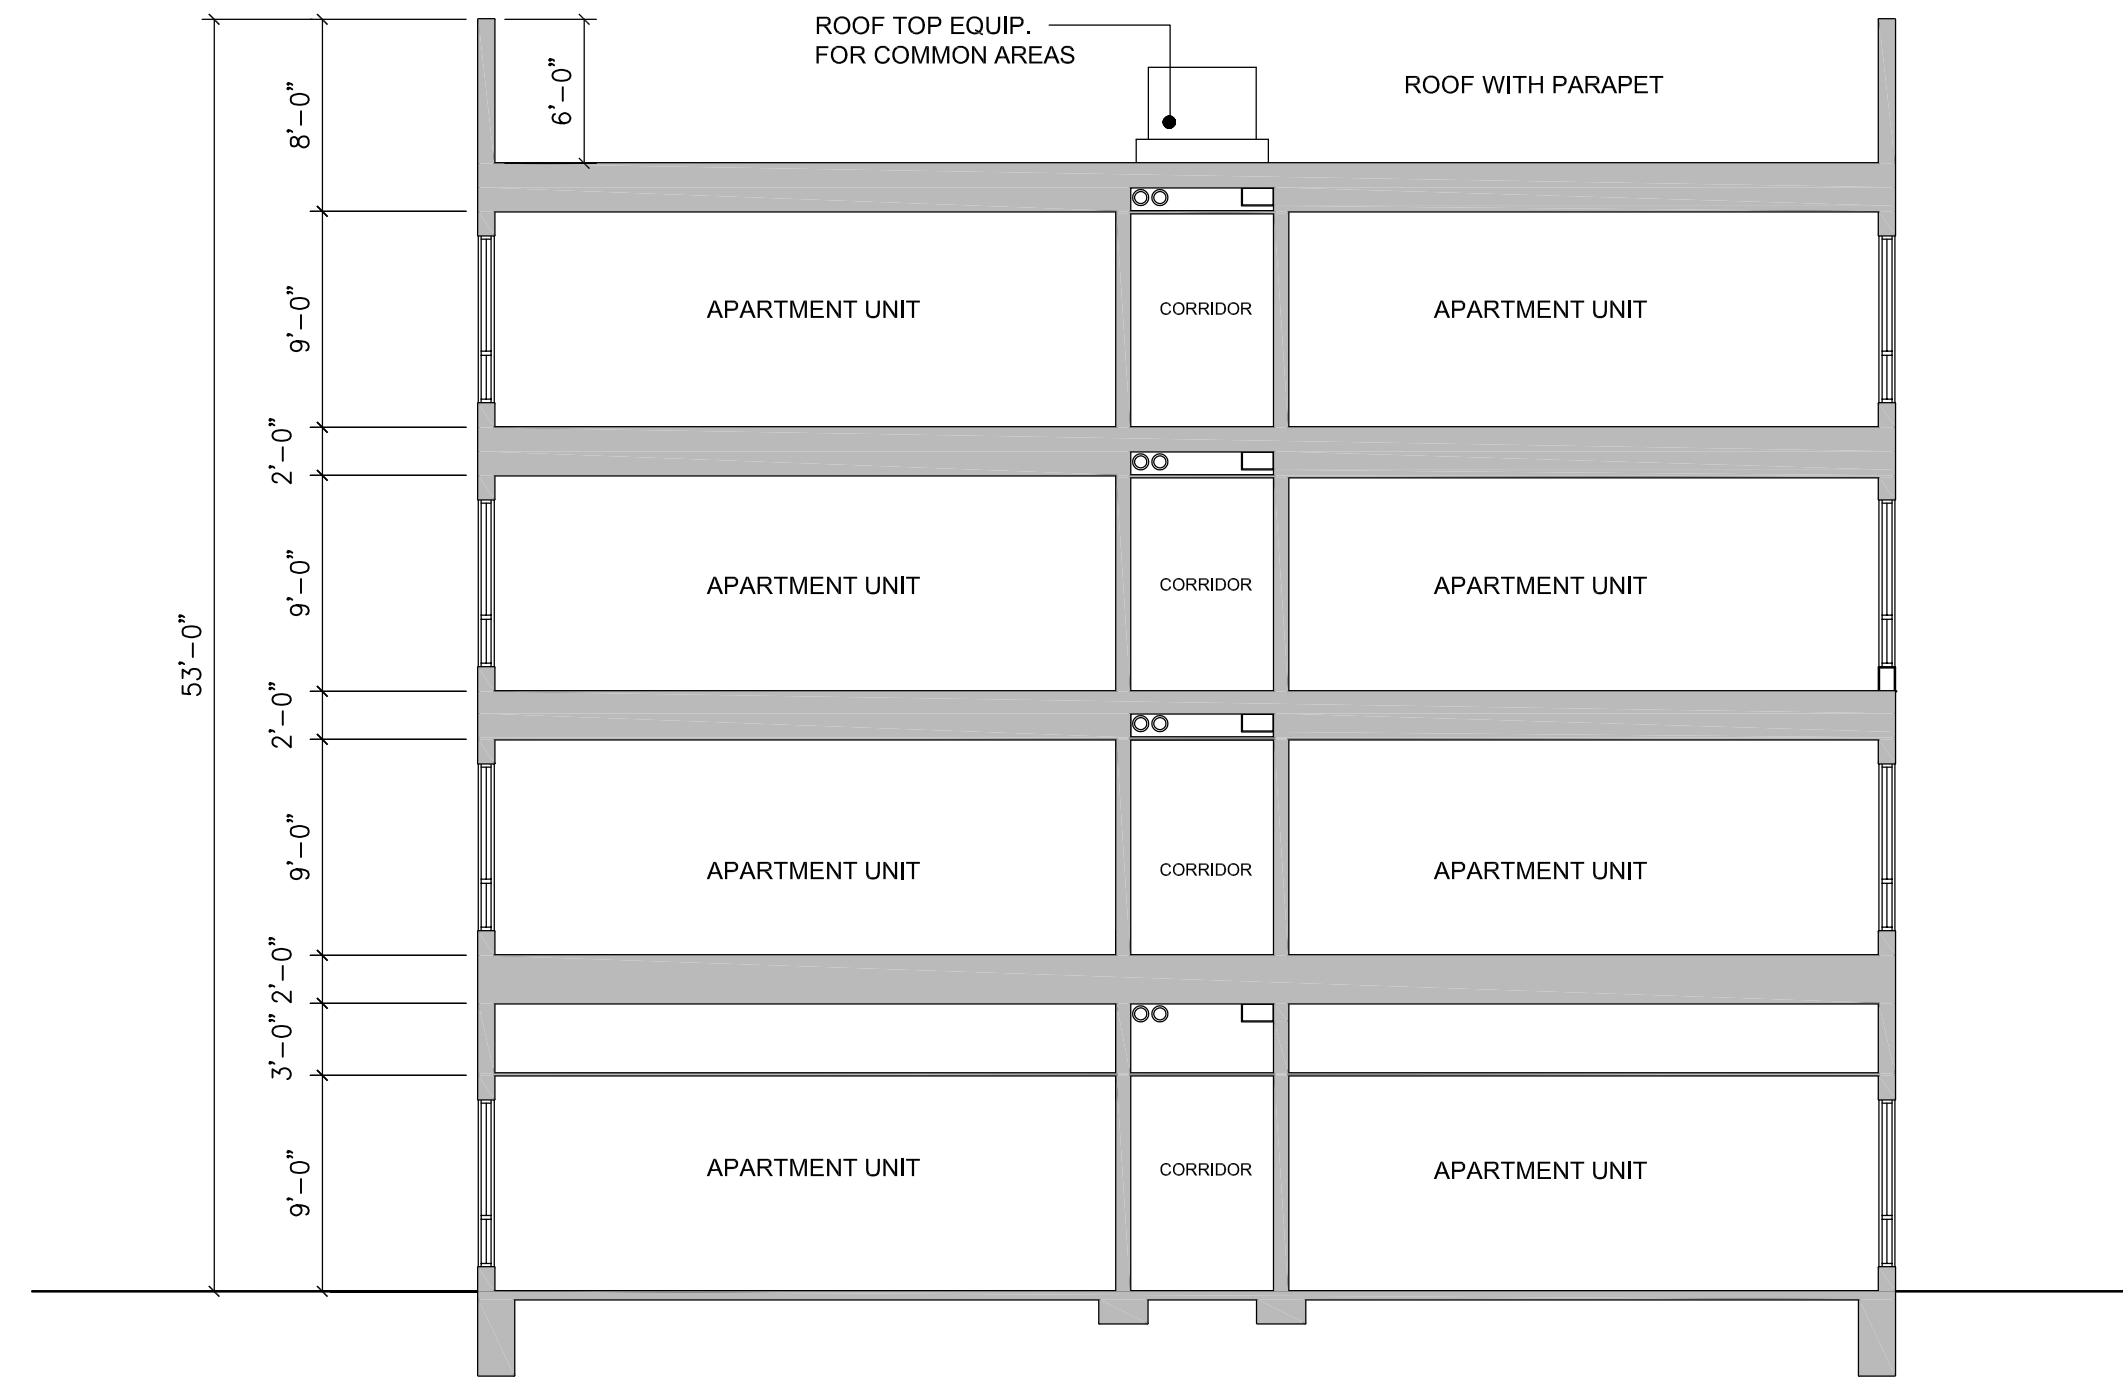 ROOF TOP EQUIP.
FOR COMMON AREAS
ROOF WITH PARAPET
6'-0"
8'-0"
9'-0"
APARTMENT UNIT
CORRIDOR
APARTMENT UNIT
2'-0"
9'-0"
APARTMENT UNIT
CORRIDOR
APARTMENT UNIT
53'-0"
2'-0"
9'-0"
APARTMENT UNIT
CORRIDOR
APARTMENT UNIT
2'-0"
3'-0"
9'-0"
APARTMENT UNIT
CORRIDOR
APARTMENT UNIT